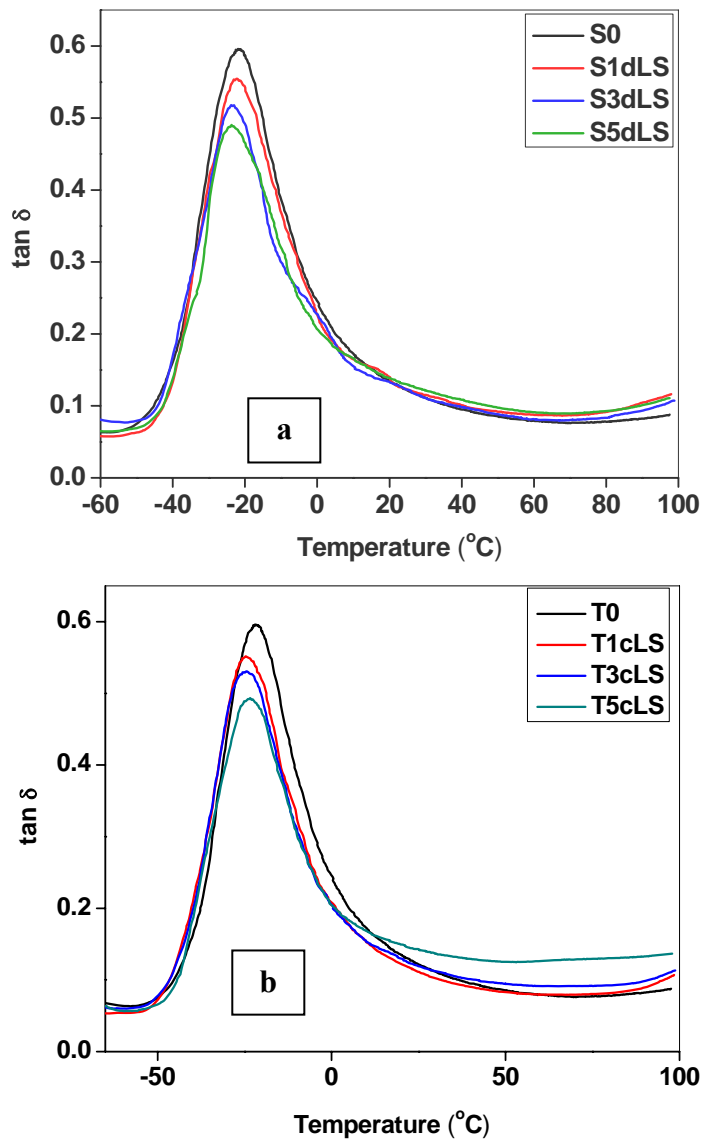 S0
S1dLS
S3dLS
S5dLS
0.6
0.5
0.4
0.3
0.2
0.1
0.0
tan δ
a
-60 -40 -20 0 20 40 60 80 100
Temperature (°C)
T0
T1cLS
T3cLS
T5cLS
0.6
0.4
0.2
0.0
tan δ
b
-50 0 50 100
Temperature (°C)